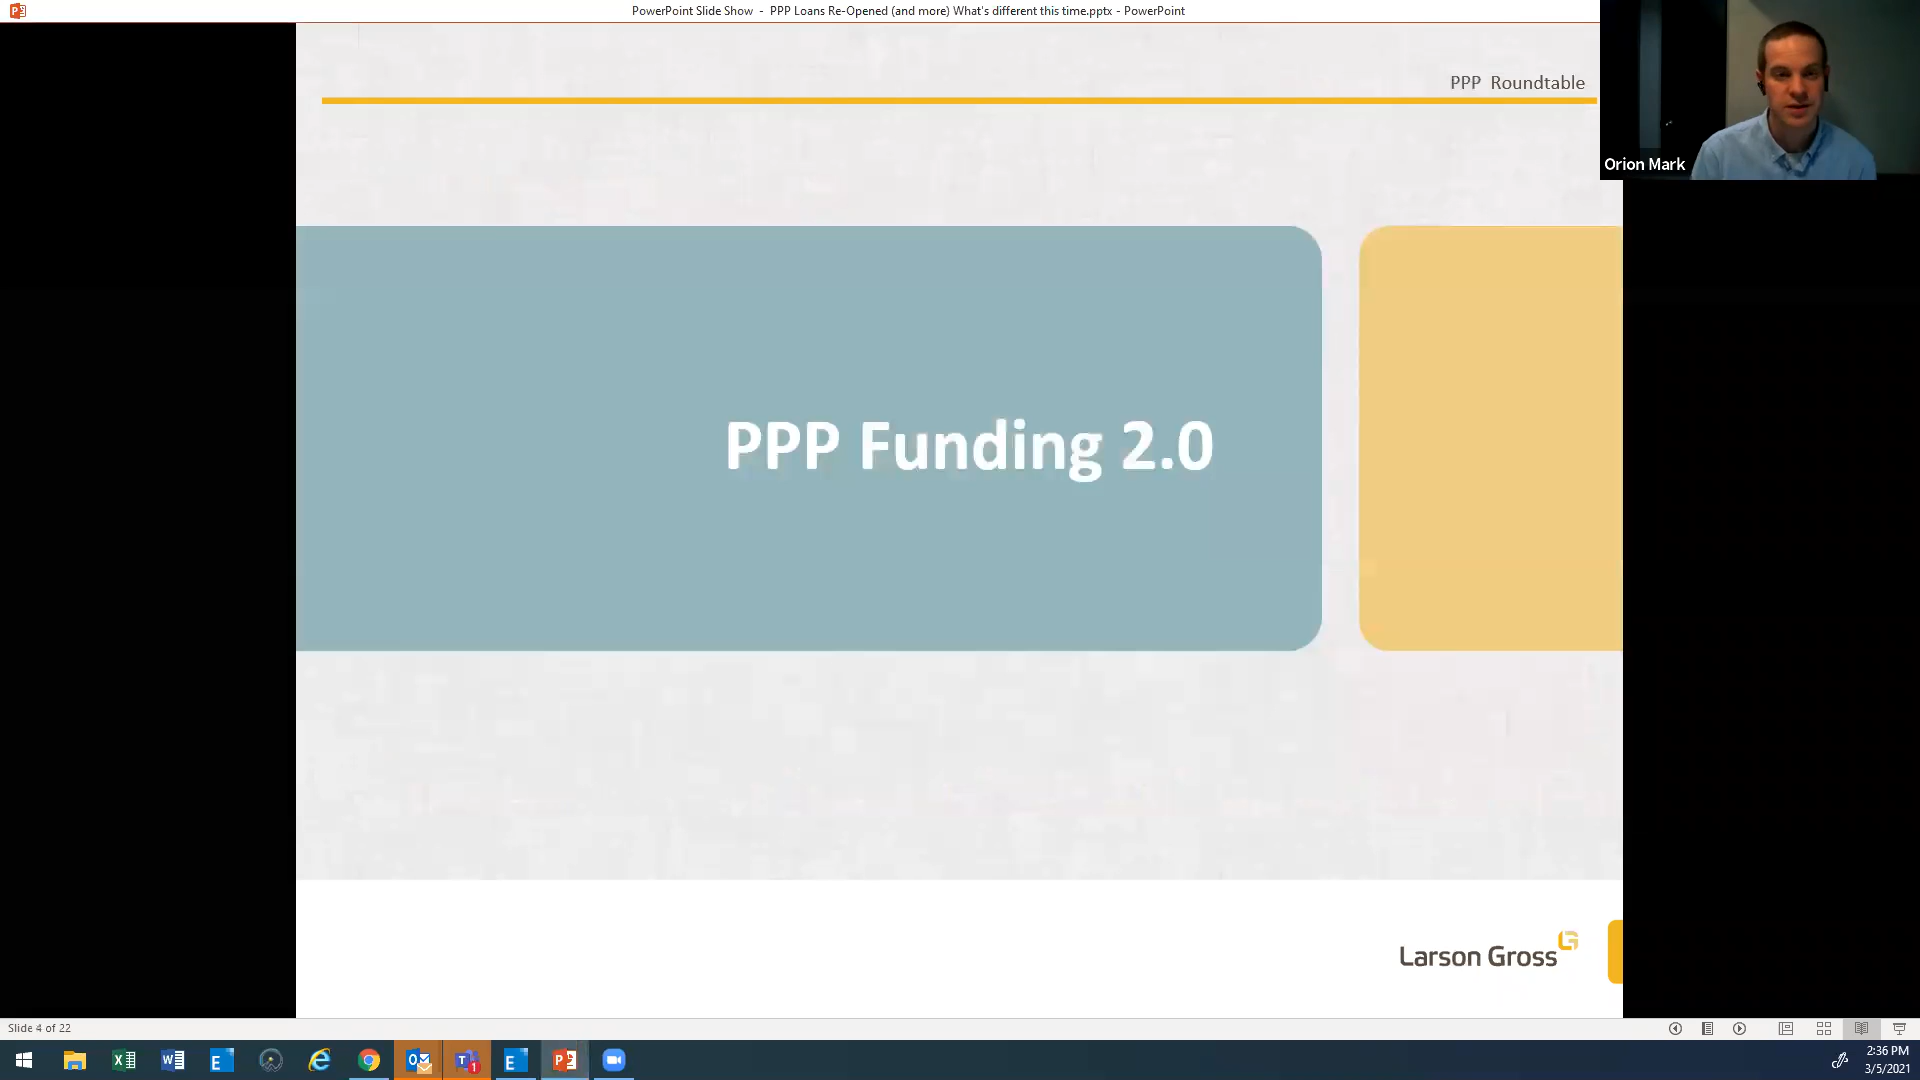 PowerPoint Slide Show - PPP Loans Re-Opened (and more) What's different this time.pptx - PowerPoint
PPP Roundtable
Orion Mark
PPP Funding 2.0
Larson Gross
Slide 4 of 22
2:36 PM
3/5/2021